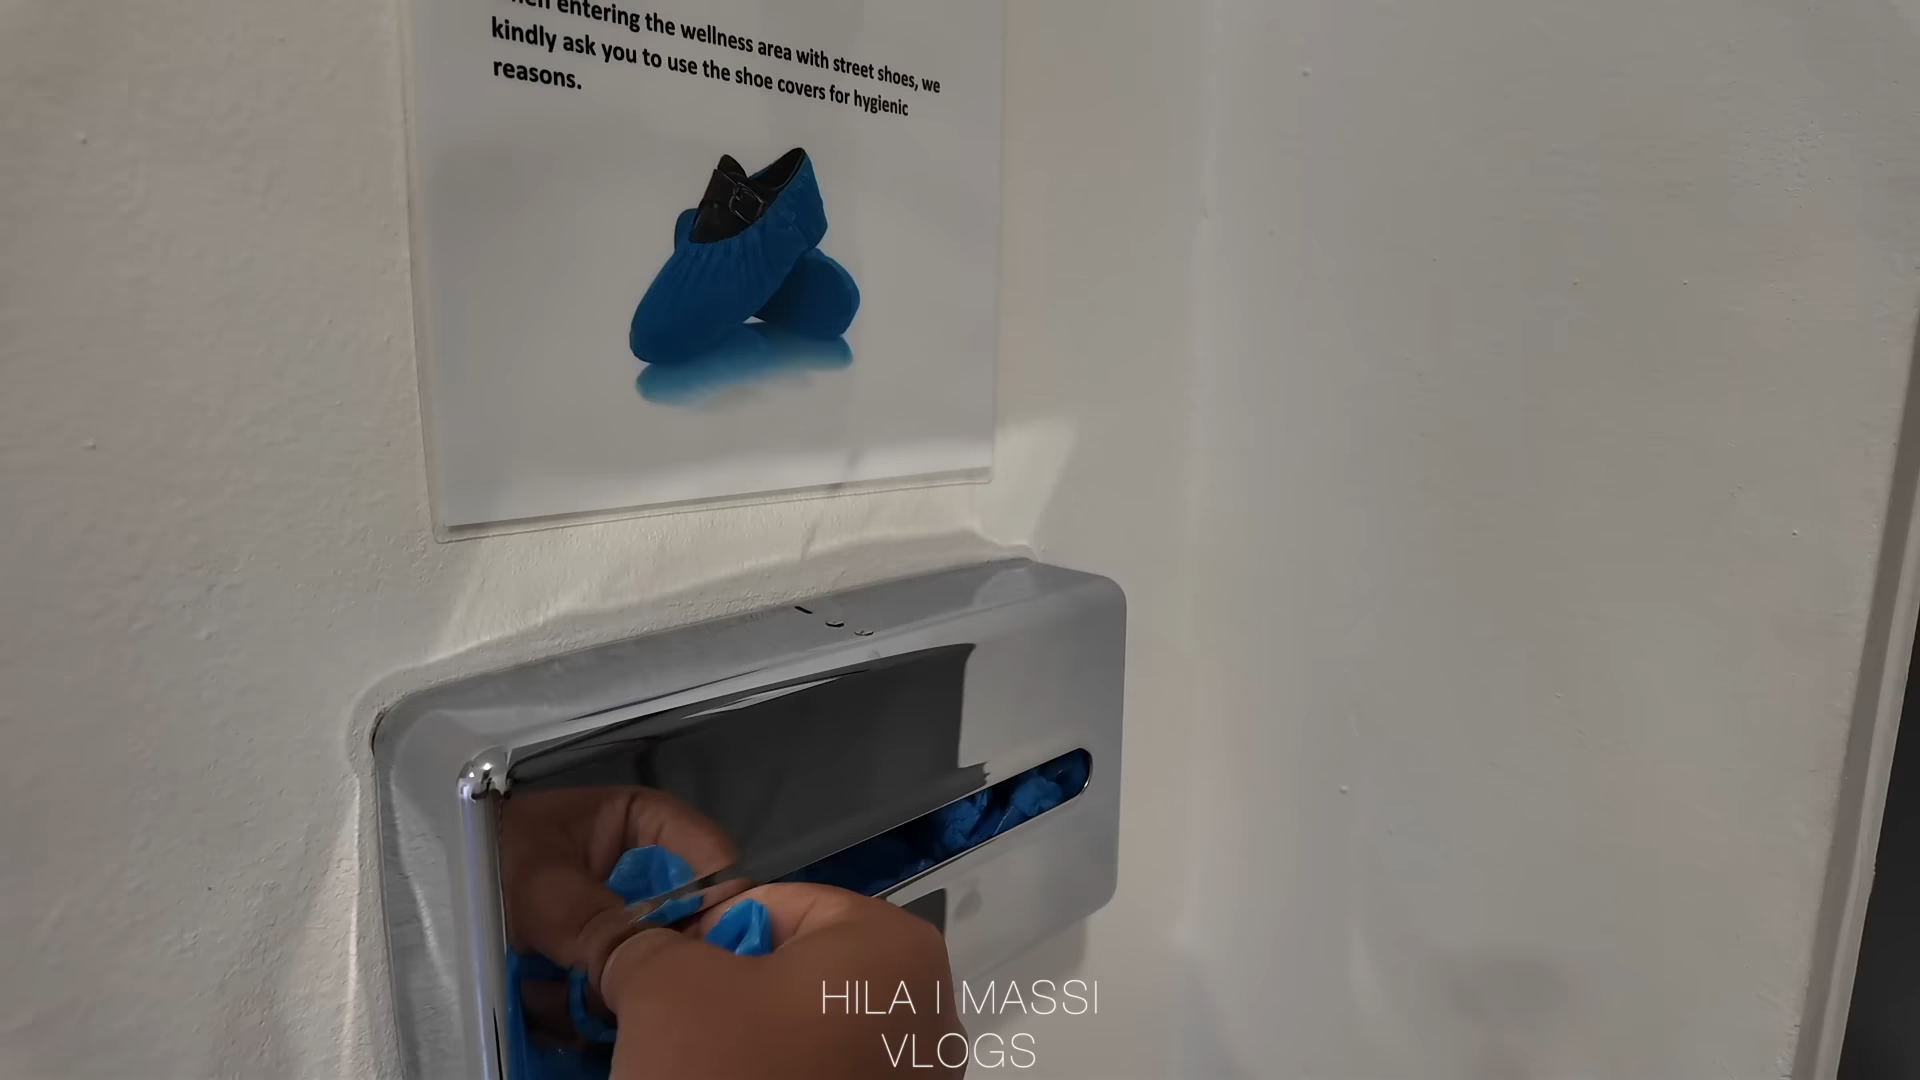 entering the wellness area with street shoes, we
kindly ask you to use the shoe covers for hygienic
reasons.
HILA I MASSI
VLOGS